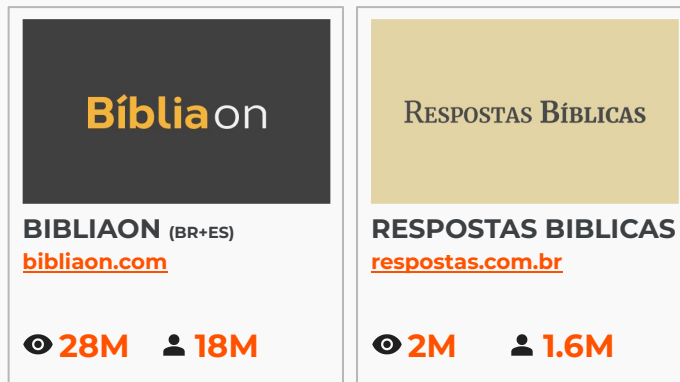 Bíbliaon
BIBLIAON (BR+ES)
bibliaon.com
28M 18M
RESPOSTAS BÍBLICAS
RESPOSTAS BIBLICAS
respostas.com.br
2M 1.6M